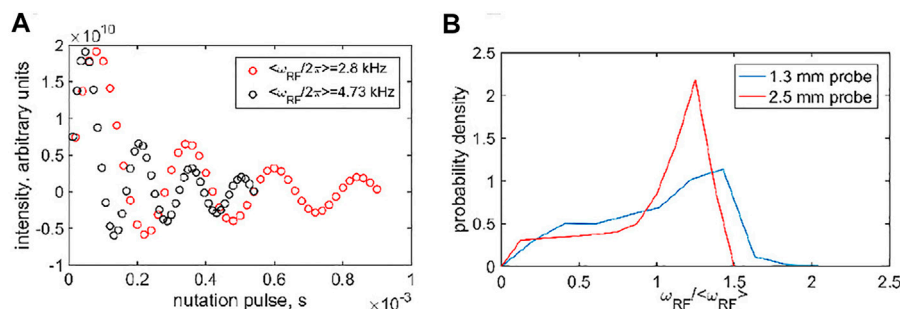 A
×10¹⁰
2
1.5
1
0.5
0
-0.5
-1
intensity, arbitrary units
<ω_RF/2π>=2.8 kHz
<ω_RF/2π>=4.73 kHz
0 0.2 0.4 0.6 0.8 1
nutation pulse, s ×10⁻³
B
2.5
2
1.5
1
0.5
0
probability density
1.3 mm probe
2.5 mm probe
0 0.5 1.0 1.5 2.0 2.5
ω_RF/<ω_RF>